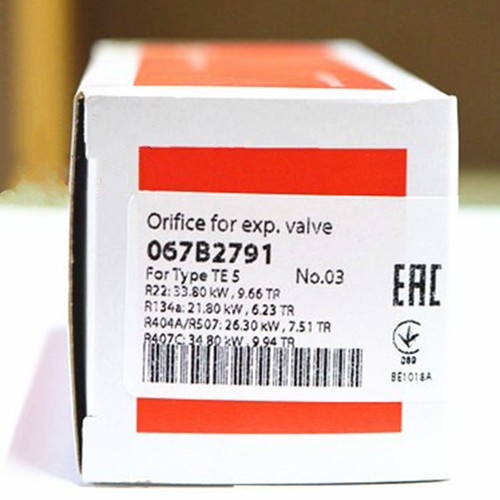 Orifice for exp. valve
067B2791
For Type TE 5 No.03
R22: 33.80 kW , 9.66 TR
R134a: 21.80 kW , 6.23 TR
R404A/R507: 26.30 kW , 7.51 TR
R407C: 34.80 kW , 9.94 TR
EAC
089
BE1018A